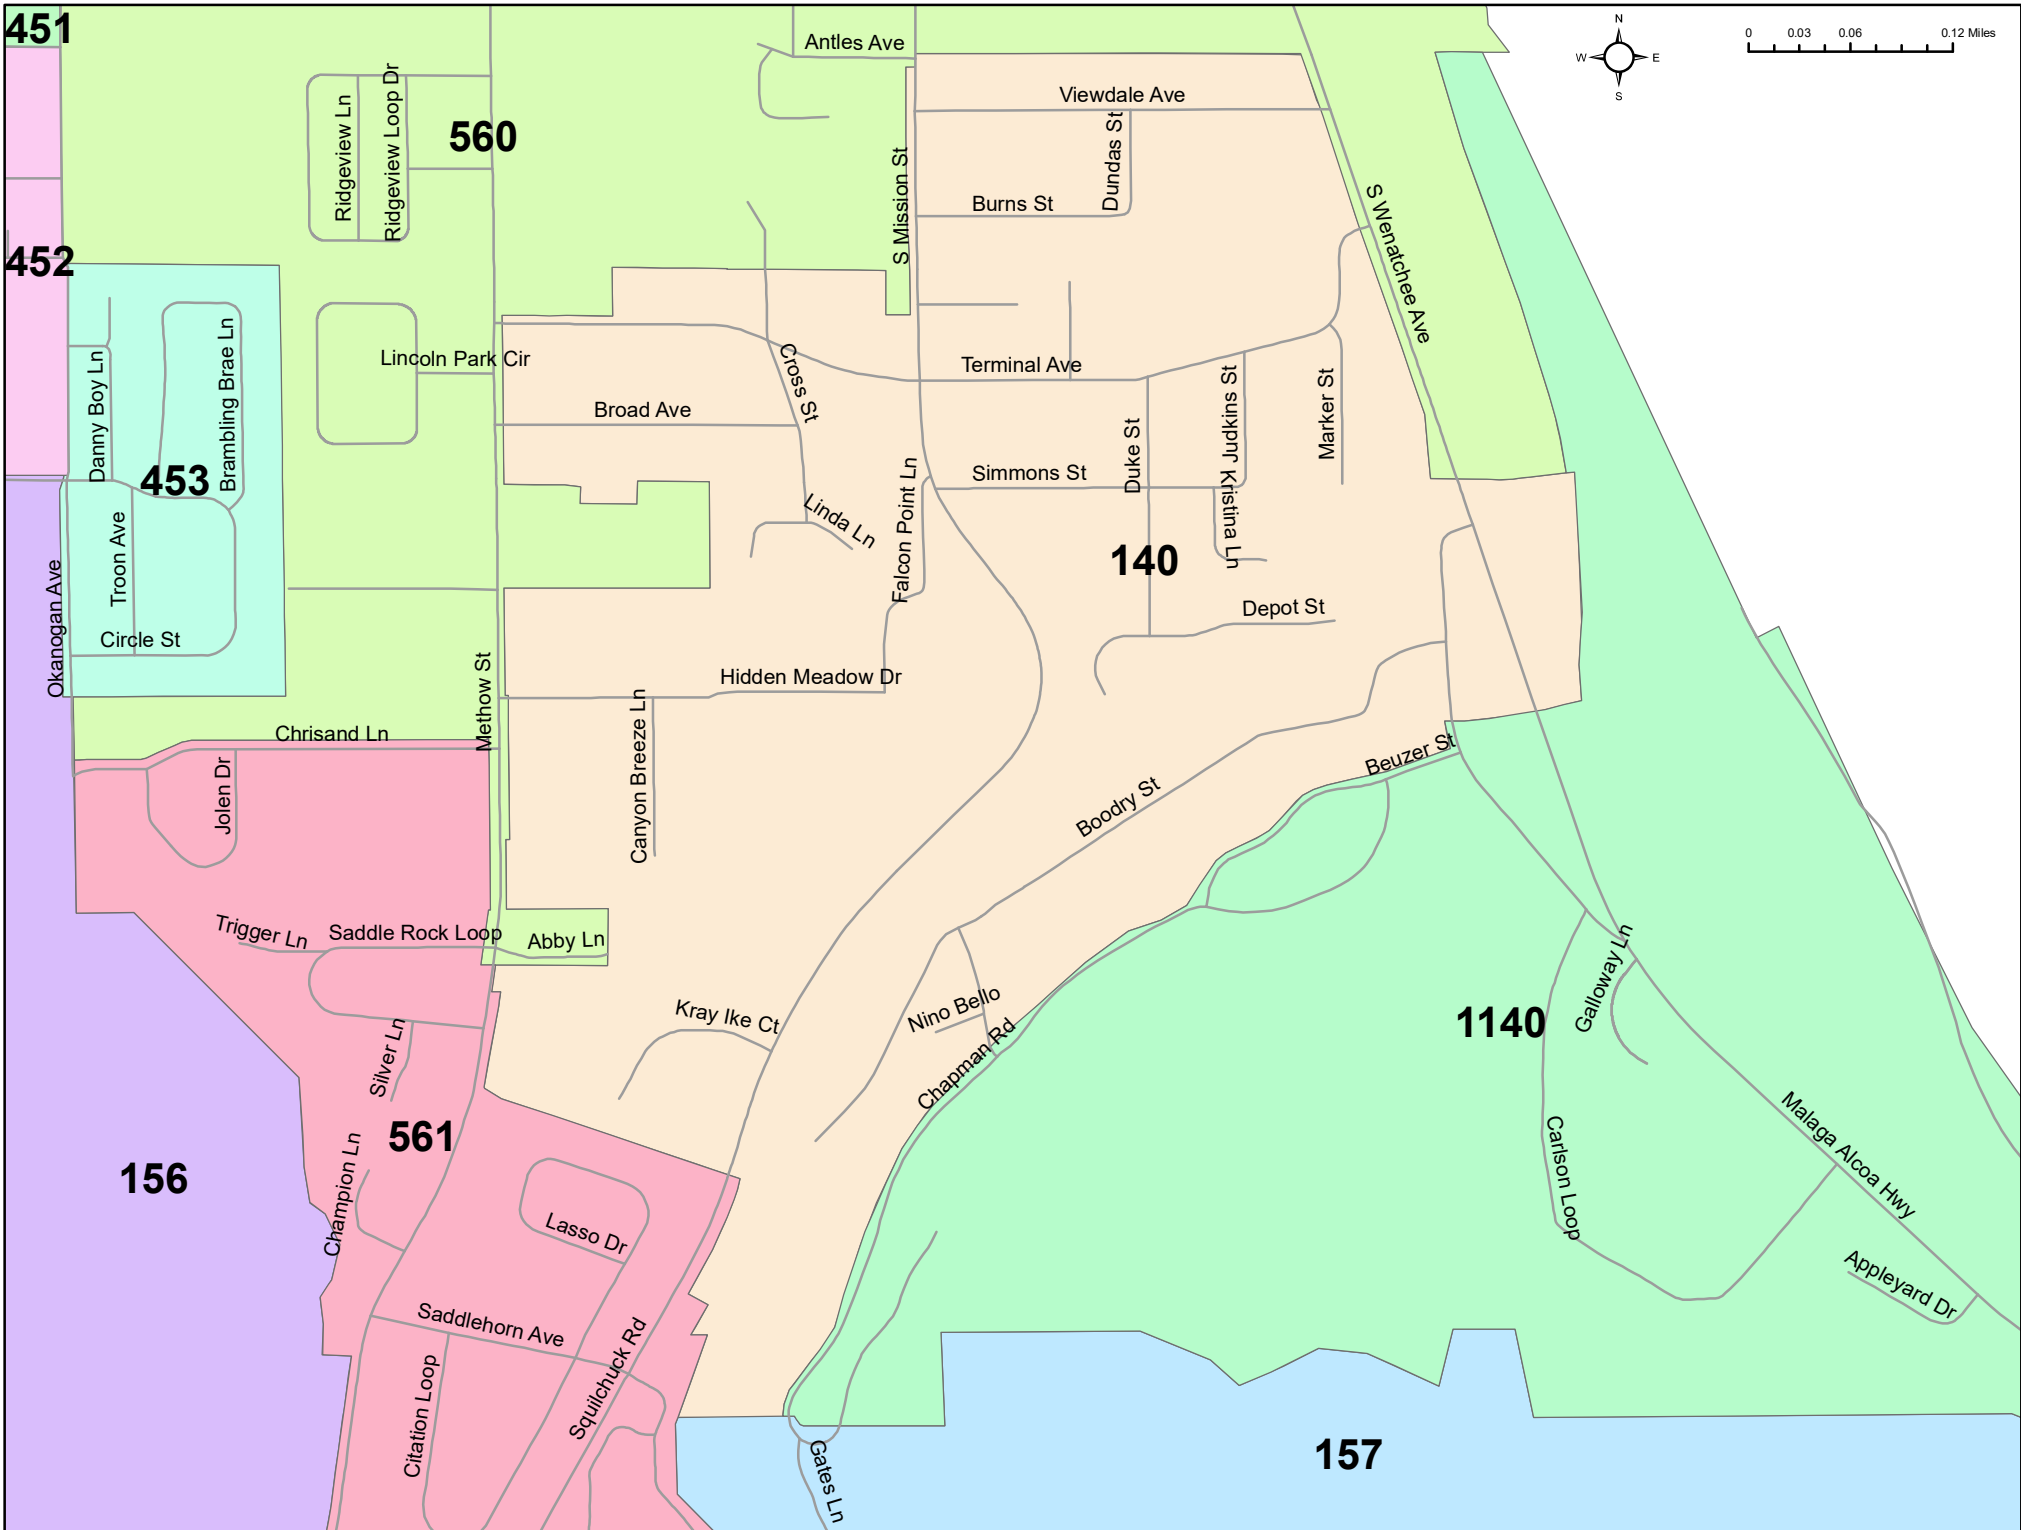 451
Antles Ave
N
W
E
S
0
0.03
0.06
0.12 Miles
Viewdale Ave
Ridgeview Ln
Ridgeview Loop Dr
560
Dundas St
S Mission St
Burns St
S Wenatchee Ave
452
Lincoln Park Cir
Cross St
Terminal Ave
Danny Boy Ln
Brambling Brae Ln
Broad Ave
Judkins St
Marker St
Duke St
453
Simmons St
Falcon Point Ln
Linda Ln
Kristina Ln
Troon Ave
140
Okanogan Ave
Depot St
Circle St
Methow St
Hidden Meadow Dr
Canyon Breeze Ln
Chrisand Ln
Beuzer St
Jolen Dr
Boodry St
Trigger Ln
Saddle Rock Loop
Abby Ln
Galloway Ln
Kray Ike Ct
Nino Bello
1140
Silver Ln
Chapman Rd
561
Malaga Alcoa Hwy
Champion Ln
156
Carlson Loop
Lasso Dr
Appleyard Dr
Saddlehorn Ave
Squilchuck Rd
Citation Loop
157
Gates Ln